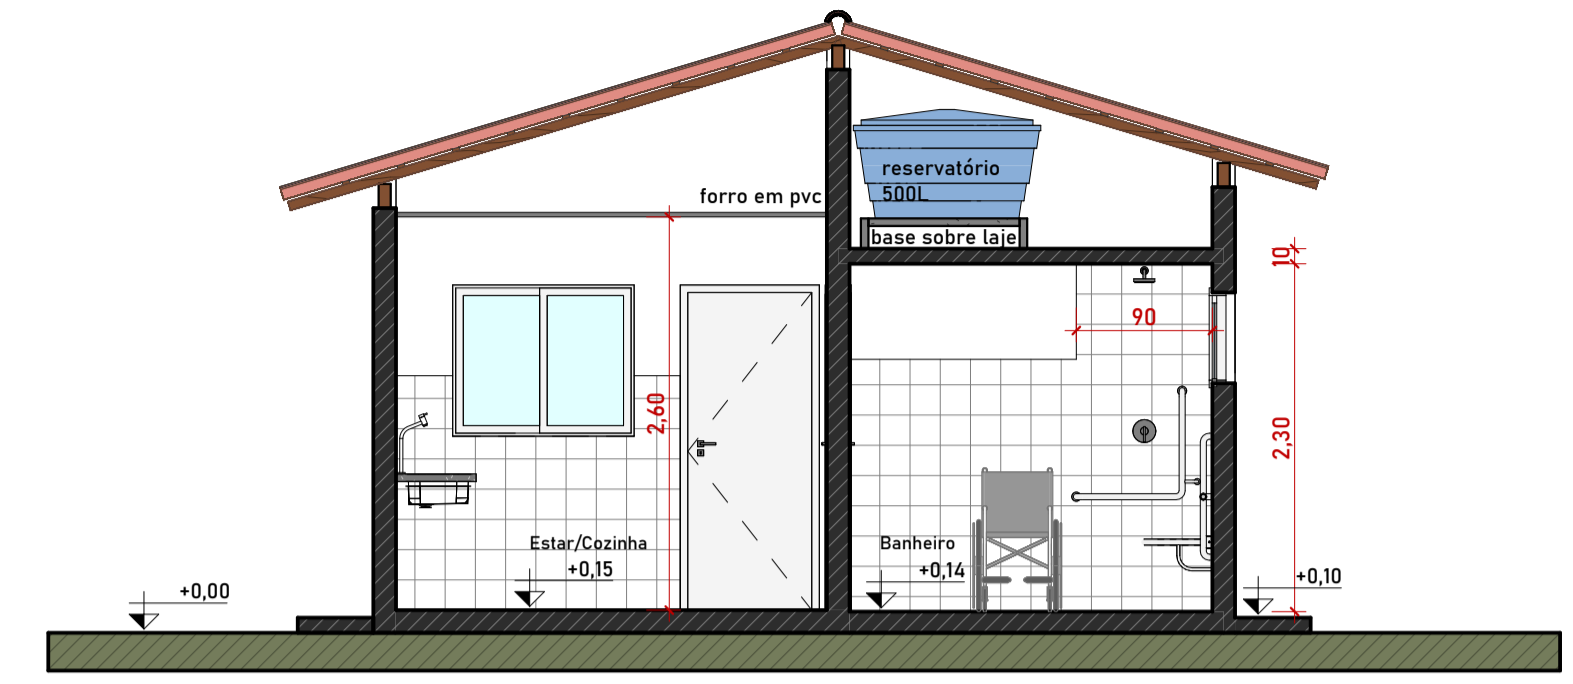 forro em pvc
reservatório
500L
base sobre laje
10
90
2,60
2,30
Estar/Cozinha
+0,15
Banheiro
+0,14
+0,00
+0,10